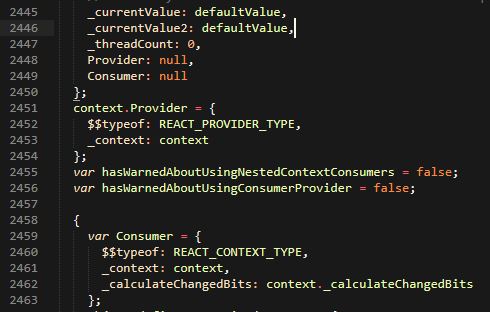 2445 _currentValue: defaultValue,
2446 _currentValue2: defaultValue,
2447 _threadCount: 0,
2448 Provider: null,
2449 Consumer: null
2450 };
2451 context.Provider = {
2452 $$typeof: REACT_PROVIDER_TYPE,
2453 _context: context
2454 };
2455 var hasWarnedAboutUsingNestedContextConsumers = false;
2456 var hasWarnedAboutUsingConsumerProvider = false;
2457
2458 {
2459 var Consumer = {
2460 $$typeof: REACT_CONTEXT_TYPE,
2461 _context: context,
2462 _calculateChangedBits: context._calculateChangedBits
2463 };